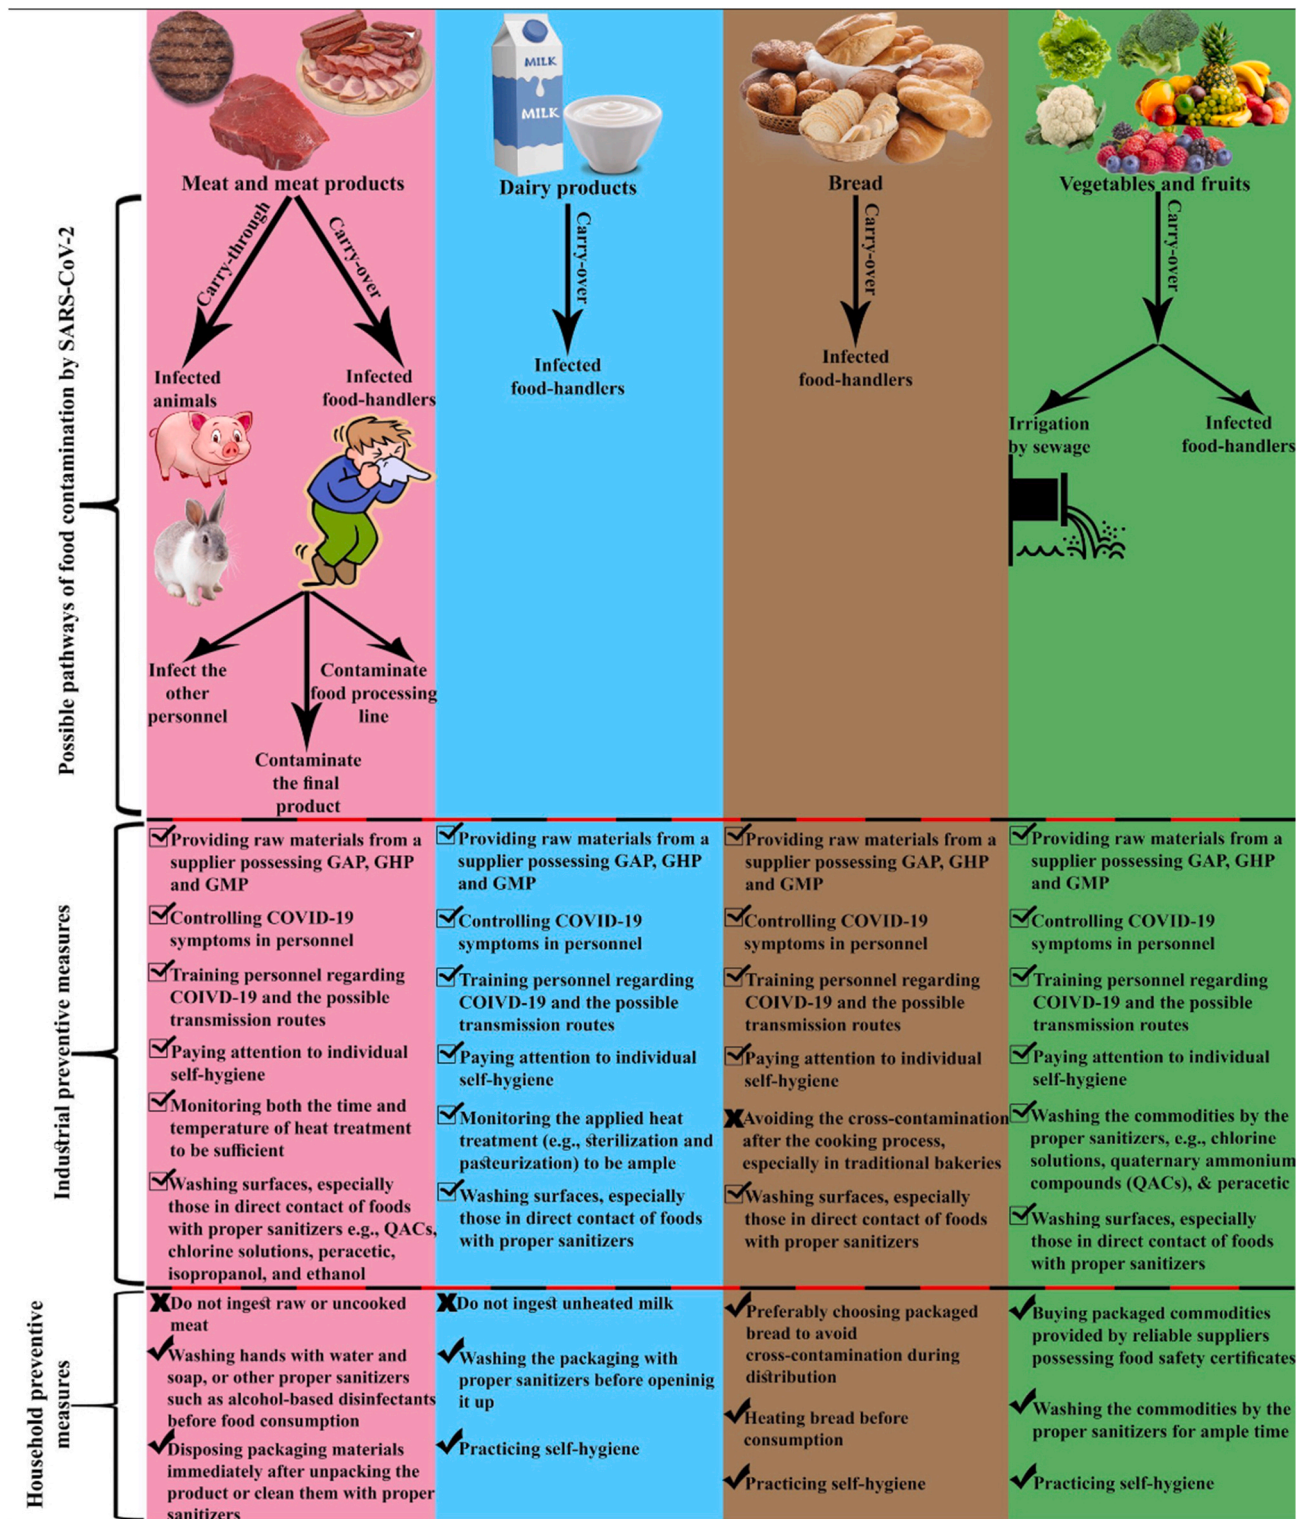 MILK
MILK
Meat and meat products
Dairy products
Bread
Vegetables and fruits
Possible pathways of food contamination by SARS-CoV-2
Carry-through
Carry-over
Carry-over
Carry-over
Carry-over
Infected
animals
Infected
food-handlers
Infected
food-handlers
Infected
food-handlers
Irrigation
by sewage
Infected
food-handlers
Infect the
other
personnel
Contaminate
food processing
line
Contaminate
the final
product
Industrial preventive measures
Providing raw materials from a
supplier possessing GAP, GHP
and GMP
Controlling COVID-19
symptoms in personnel
Training personnel regarding
COIVD-19 and the possible
transmission routes
Paying attention to individual
self-hygiene
Monitoring both the time and
temperature of heat treatment
to be sufficient
Washing surfaces, especially
those in direct contact of foods
with proper sanitizers e.g., QACs,
chlorine solutions, peracetic,
isopropanol, and ethanol
Providing raw materials from a
supplier possessing GAP, GHP
and GMP
Controlling COVID-19
symptoms in personnel
Training personnel regarding
COIVD-19 and the possible
transmission routes
Paying attention to individual
self-hygiene
Monitoring the applied heat
treatment (e.g., sterilization and
pasteurization) to be ample
Washing surfaces, especially
those in direct contact of foods
with proper sanitizers
Providing raw materials from a
supplier possessing GAP, GHP
and GMP
Controlling COVID-19
symptoms in personnel
Training personnel regarding
COIVD-19 and the possible
transmission routes
Paying attention to individual
self-hygiene
Avoiding the cross-contamination
after the cooking process,
especially in traditional bakeries
Washing surfaces, especially
those in direct contact of foods
with proper sanitizers
Providing raw materials from a
supplier possessing GAP, GHP
and GMP
Controlling COVID-19
symptoms in personnel
Training personnel regarding
COIVD-19 and the possible
transmission routes
Paying attention to individual
self-hygiene
Washing the commodities by the
proper sanitizers, e.g., chlorine
solutions, quaternary ammonium
compounds (QACs), & peracetic
Washing surfaces, especially
those in direct contact of foods
with proper sanitizers
Household preventive
measures
Do not ingest raw or uncooked
meat
Washing hands with water and
soap, or other proper sanitizers
such as alcohol-based disinfectants
before food consumption
Disposing packaging materials
immediately after unpacking the
product or clean them with proper
sanitizers
Do not ingest unheated milk
Washing the packaging with
proper sanitizers before openinig
it up
Practicing self-hygiene
Preferably choosing packaged
bread to avoid
cross-contamination during
distribution
Heating bread before
consumption
Practicing self-hygiene
Buying packaged commodities
provided by reliable suppliers
possessing food safety certificates
Washing the commodities by the
proper sanitizers for ample time
Practicing self-hygiene